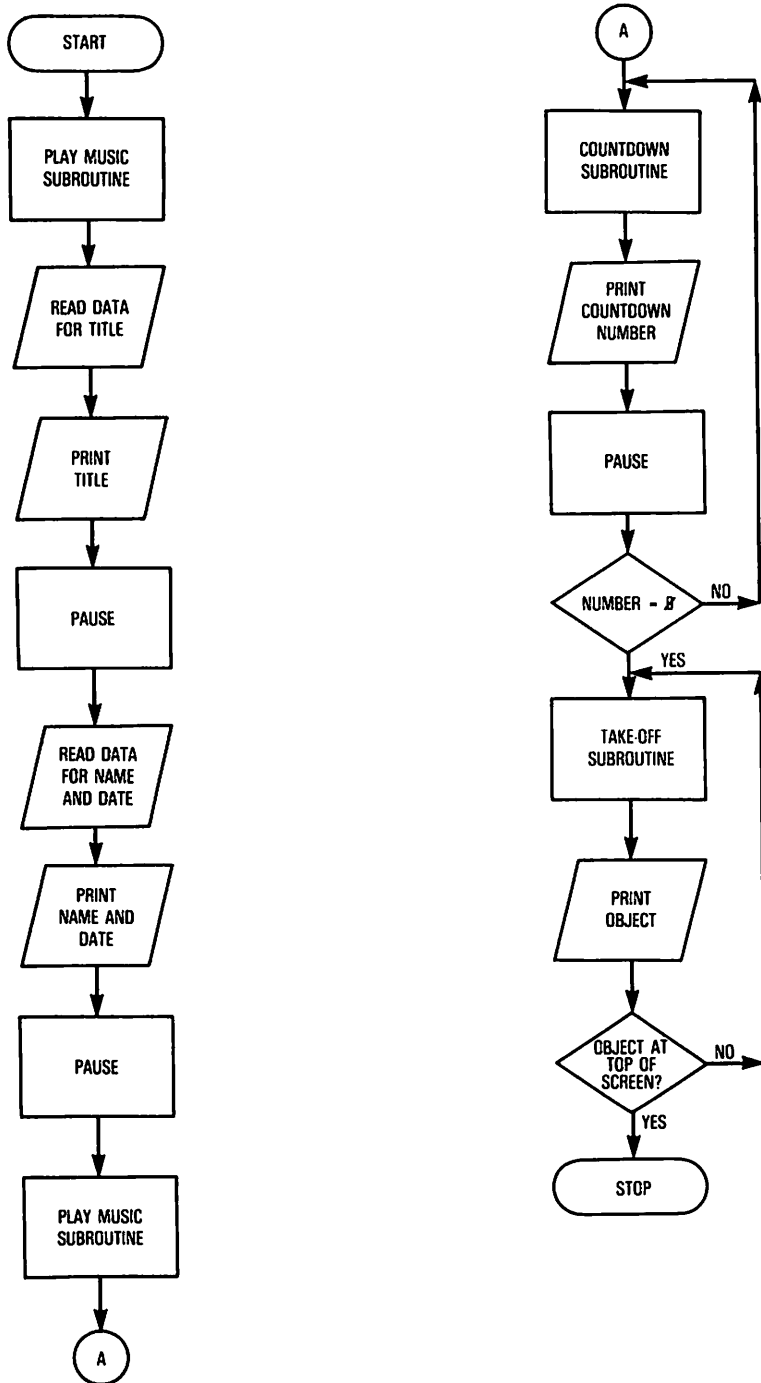 START
PLAY MUSIC
SUBROUTINE
READ DATA
FOR TITLE
PRINT
TITLE
PAUSE
READ DATA
FOR NAME
AND DATE
PRINT
NAME AND
DATE
PAUSE
PLAY MUSIC
SUBROUTINE
A
A
COUNTDOWN
SUBROUTINE
PRINT
COUNTDOWN
NUMBER
PAUSE
NUMBER =
NO
YES
TAKE-OFF
SUBROUTINE
PRINT
OBJECT
OBJECT AT
TOP OF
SCREEN?
NO
YES
STOP